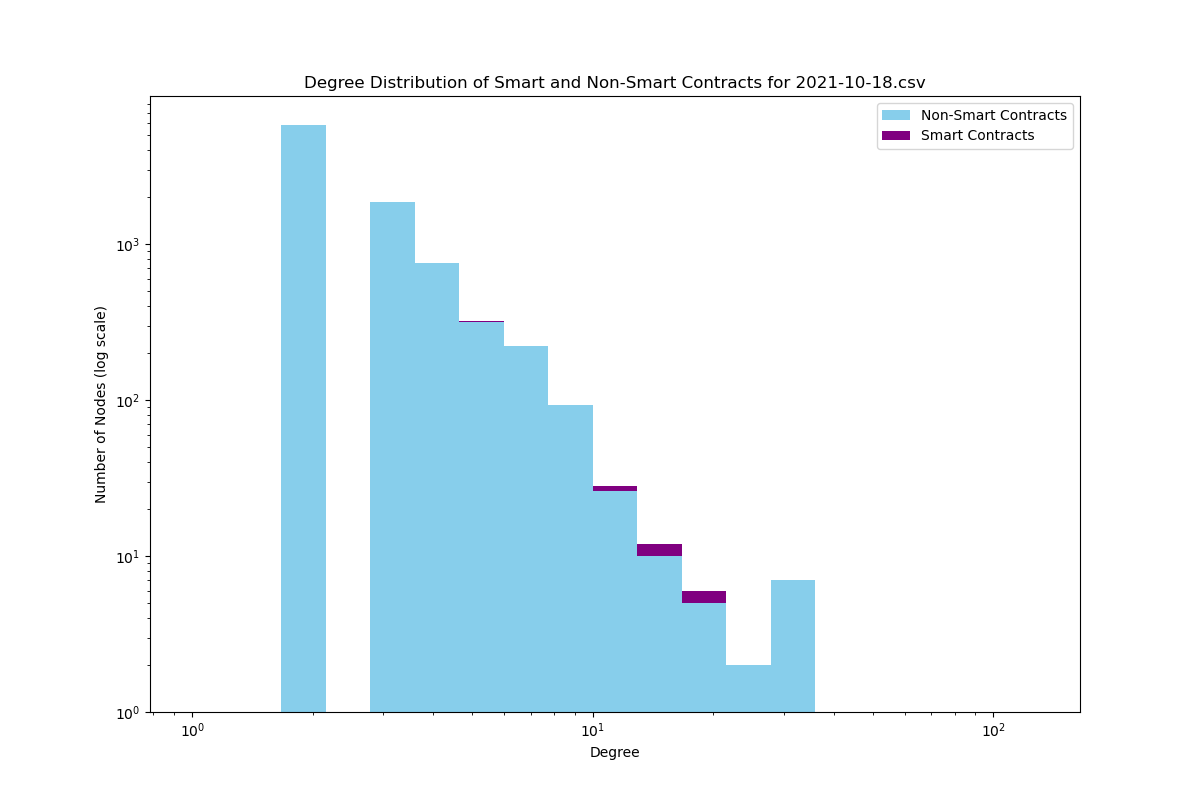 Degree Distribution of Smart and Non-Smart Contracts for 2021-10-18.csv
Non-Smart Contracts
Smart Contracts
Number of Nodes (log scale)
10³
10²
10¹
10⁰
10⁰ 10¹ 10²
Degree